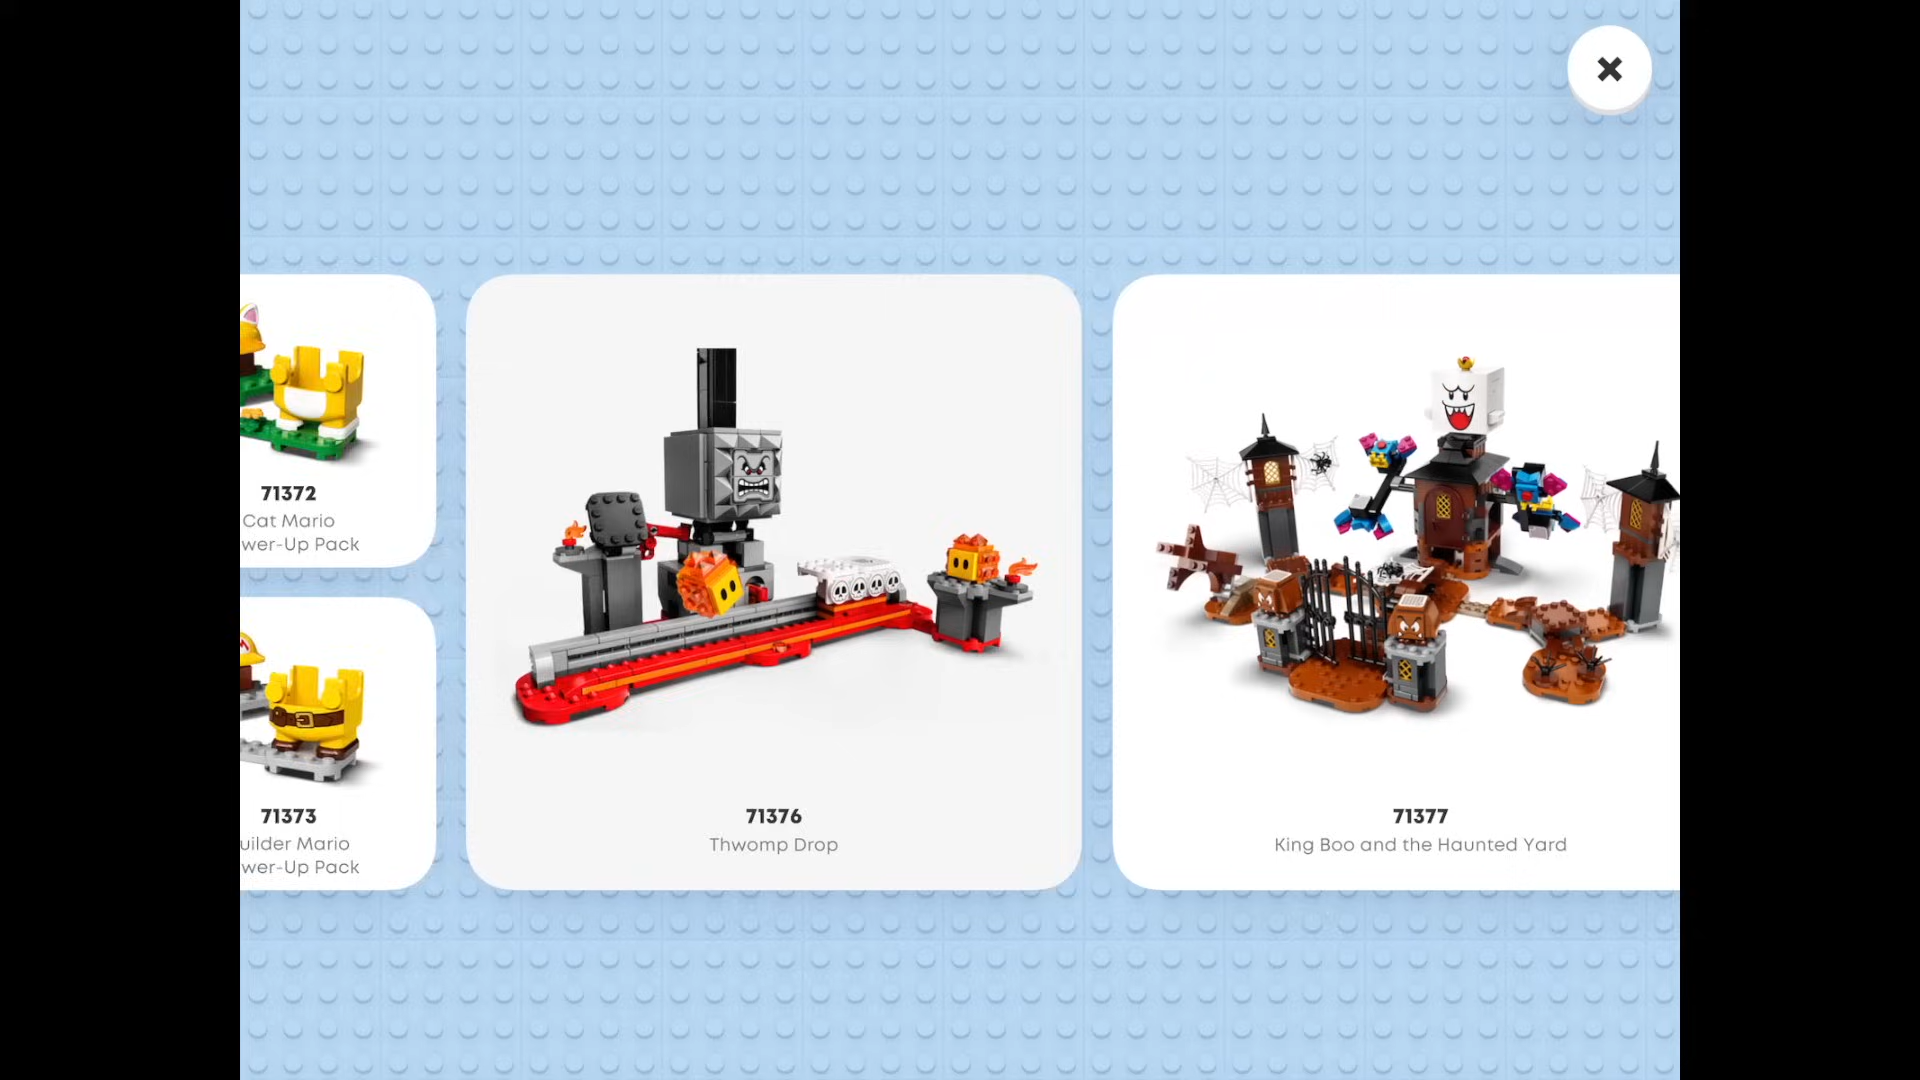 71372
Cat Mario
wer-Up Pack
71373
uilder Mario
wer-Up Pack
71376
Thwomp Drop
71377
King Boo and the Haunted Yard